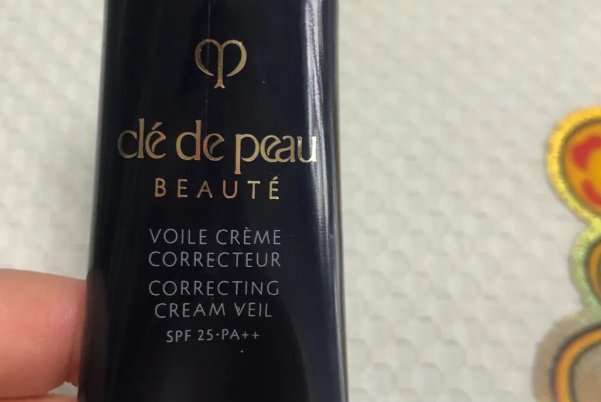 clé de peau
BEAUTÉ
VOILE CRÈME
CORRECTEUR
CORRECTING
CREAM VEIL
SPF 25·PA++